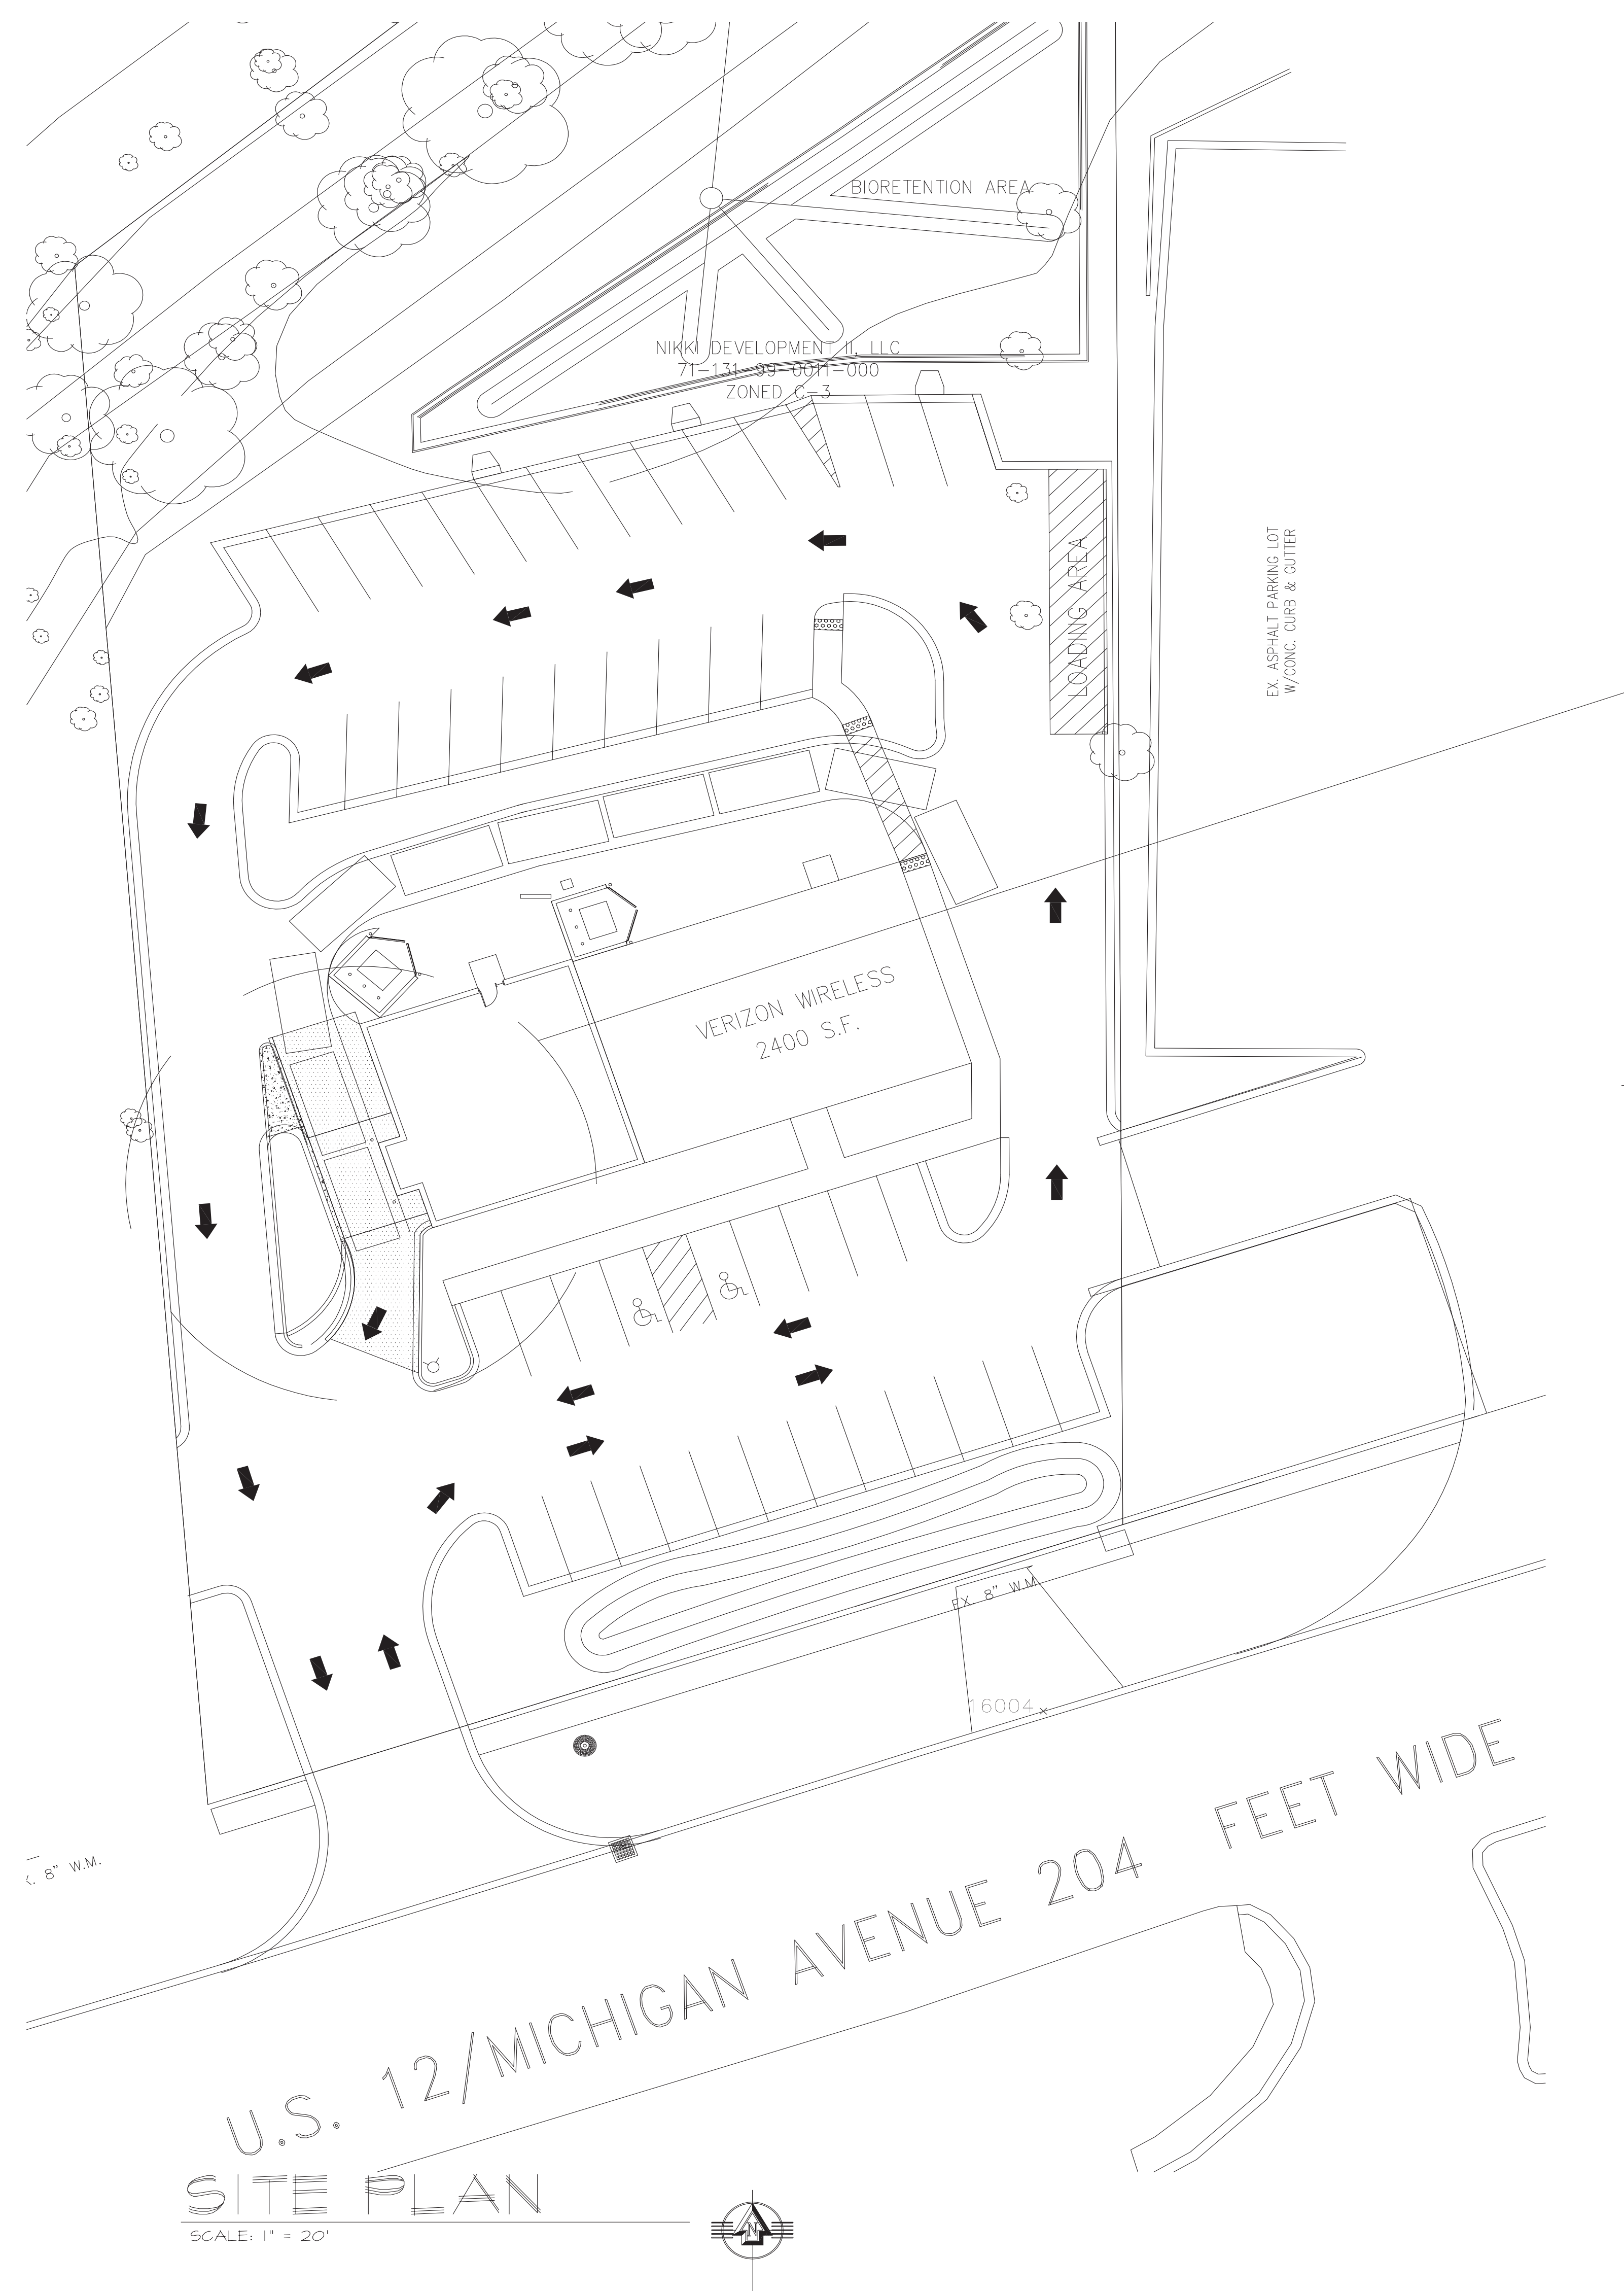 BIORETENTION AREA
NIKKI DEVELOPMENT II, LLC
71-131-99-0011-000
ZONED C-3
LOADING AREA
EX. ASPHALT PARKING LOT
W/CONC. CURB & GUTTER
VERIZON WIRELESS
2400 S.F.
EX. 8" W.M.
16004
8" W.M.
U.S. 12/MICHIGAN AVENUE 204 FEET WIDE
SITE PLAN
SCALE: 1" = 20'
N